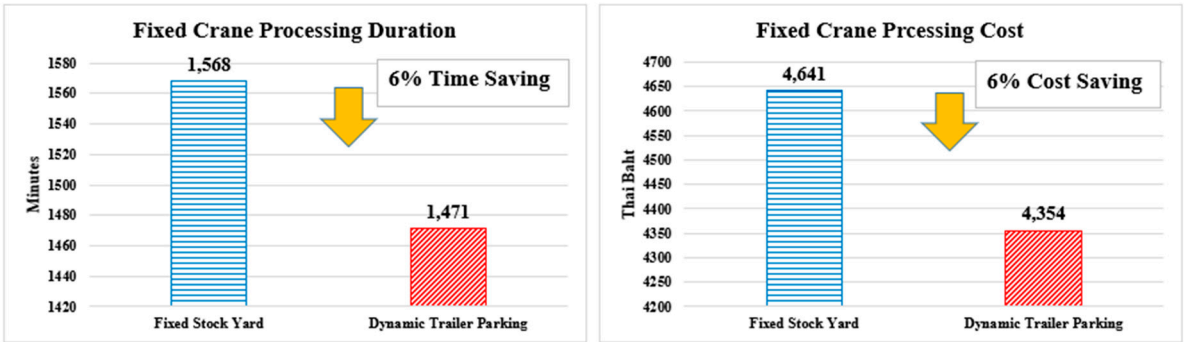 Fixed Crane Processing Duration
1580
1560
1540
1520
1500
1480
1460
1440
1420
Minutes
1,568
6% Time Saving
1,471
Fixed Stock Yard
Dynamic Trailer Parking
Fixed Crane Prcessing Cost
4700
4650
4600
4550
4500
4450
4400
4350
4300
4250
4200
Thai Baht
4,641
6% Cost Saving
4,354
Fixed Stock Yard
Dynamic Trailer Parking